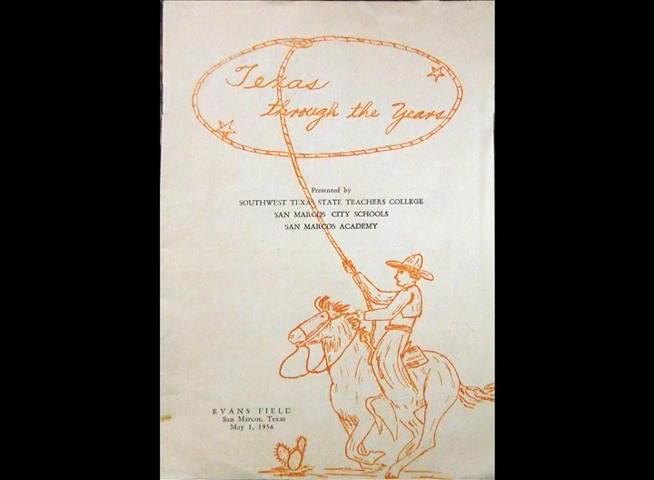 Texas
through the Years
Presented by
SOUTHWEST TEXAS STATE TEACHERS COLLEGE
SAN MARCOS CITY SCHOOLS
SAN MARCOS ACADEMY
EVANS FIELD
San Marcos, Texas
May 1, 1936